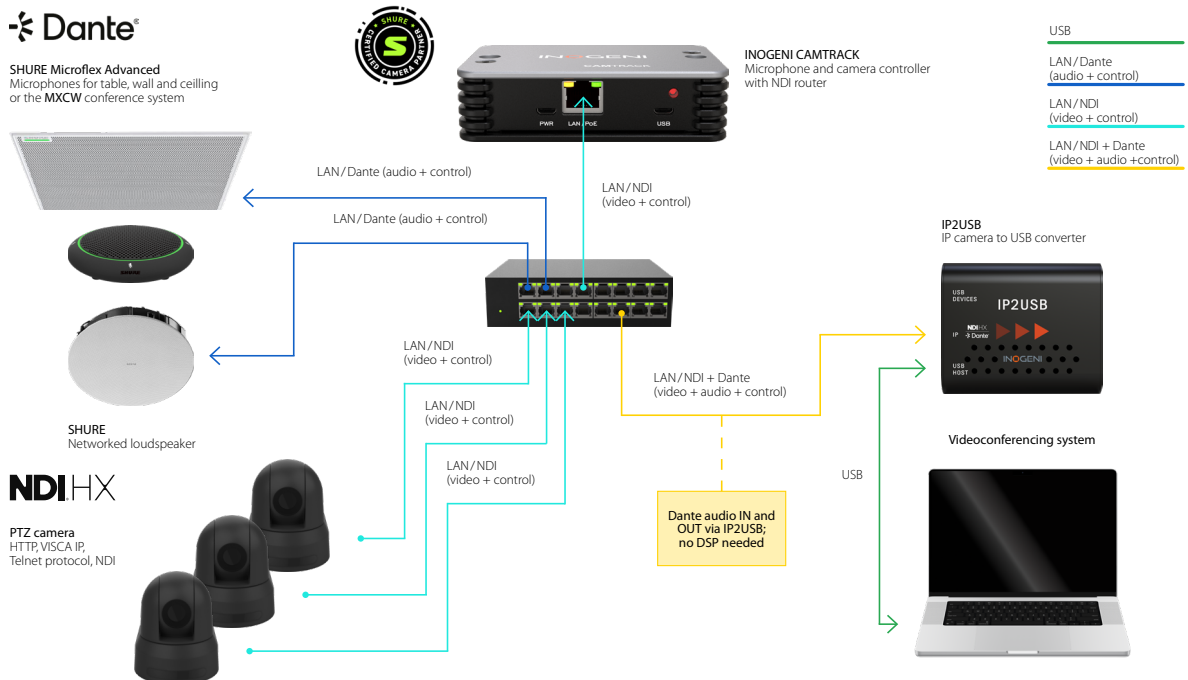 Dante®
SHURE Microflex Advanced
Microphones for table, wall and ceilling
or the MXCW conference system
SHURE
CERTIFIED CAMERA PARTNER
S
INOGENI
CAMTRACK
PWR
LAN/PoE
USB
INOGENI CAMTRACK
Microphone and camera controller
with NDI router
USB
LAN/Dante
(audio + control)
LAN/NDI
(video + control)
LAN/NDI + Dante
(video + audio +control)
LAN/Dante (audio + control)
LAN/Dante (audio + control)
LAN/NDI
(video + control)
IP2USB
IP camera to USB converter
USB
DEVICES
IP2USB
IP
NDI HX
Dante
INOGENI
USB
HOST
SHURE
Networked loudspeaker
LAN/NDI
(video + control)
LAN/NDI
(video + control)
LAN/NDI
(video + control)
LAN/NDI + Dante
(video + audio + control)
Dante audio IN and
OUT via IP2USB;
no DSP needed
Videoconferencing system
USB
NDI HX
PTZ camera
HTTP, VISCA IP,
Telnet protocol, NDI